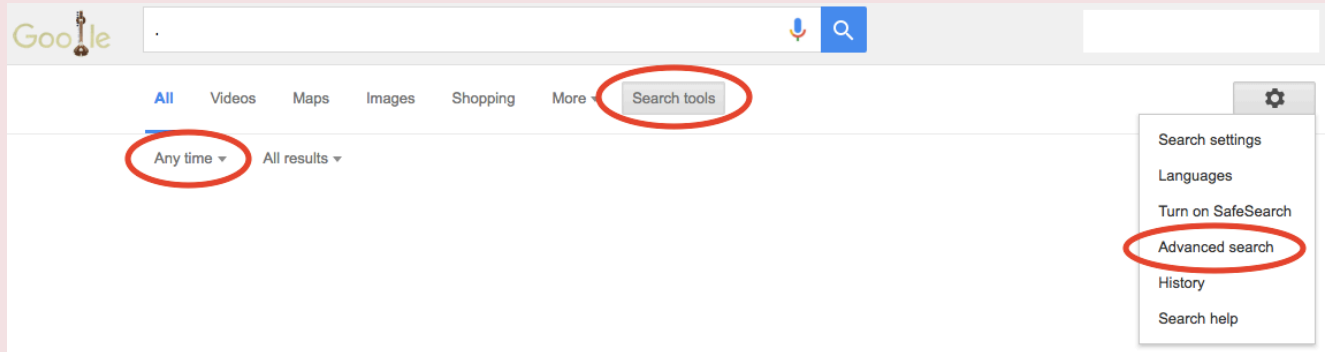 Goo le
.
All Videos Maps Images Shopping More Search tools
Any time All results
Search settings
Languages
Turn on SafeSearch
Advanced search
History
Search help